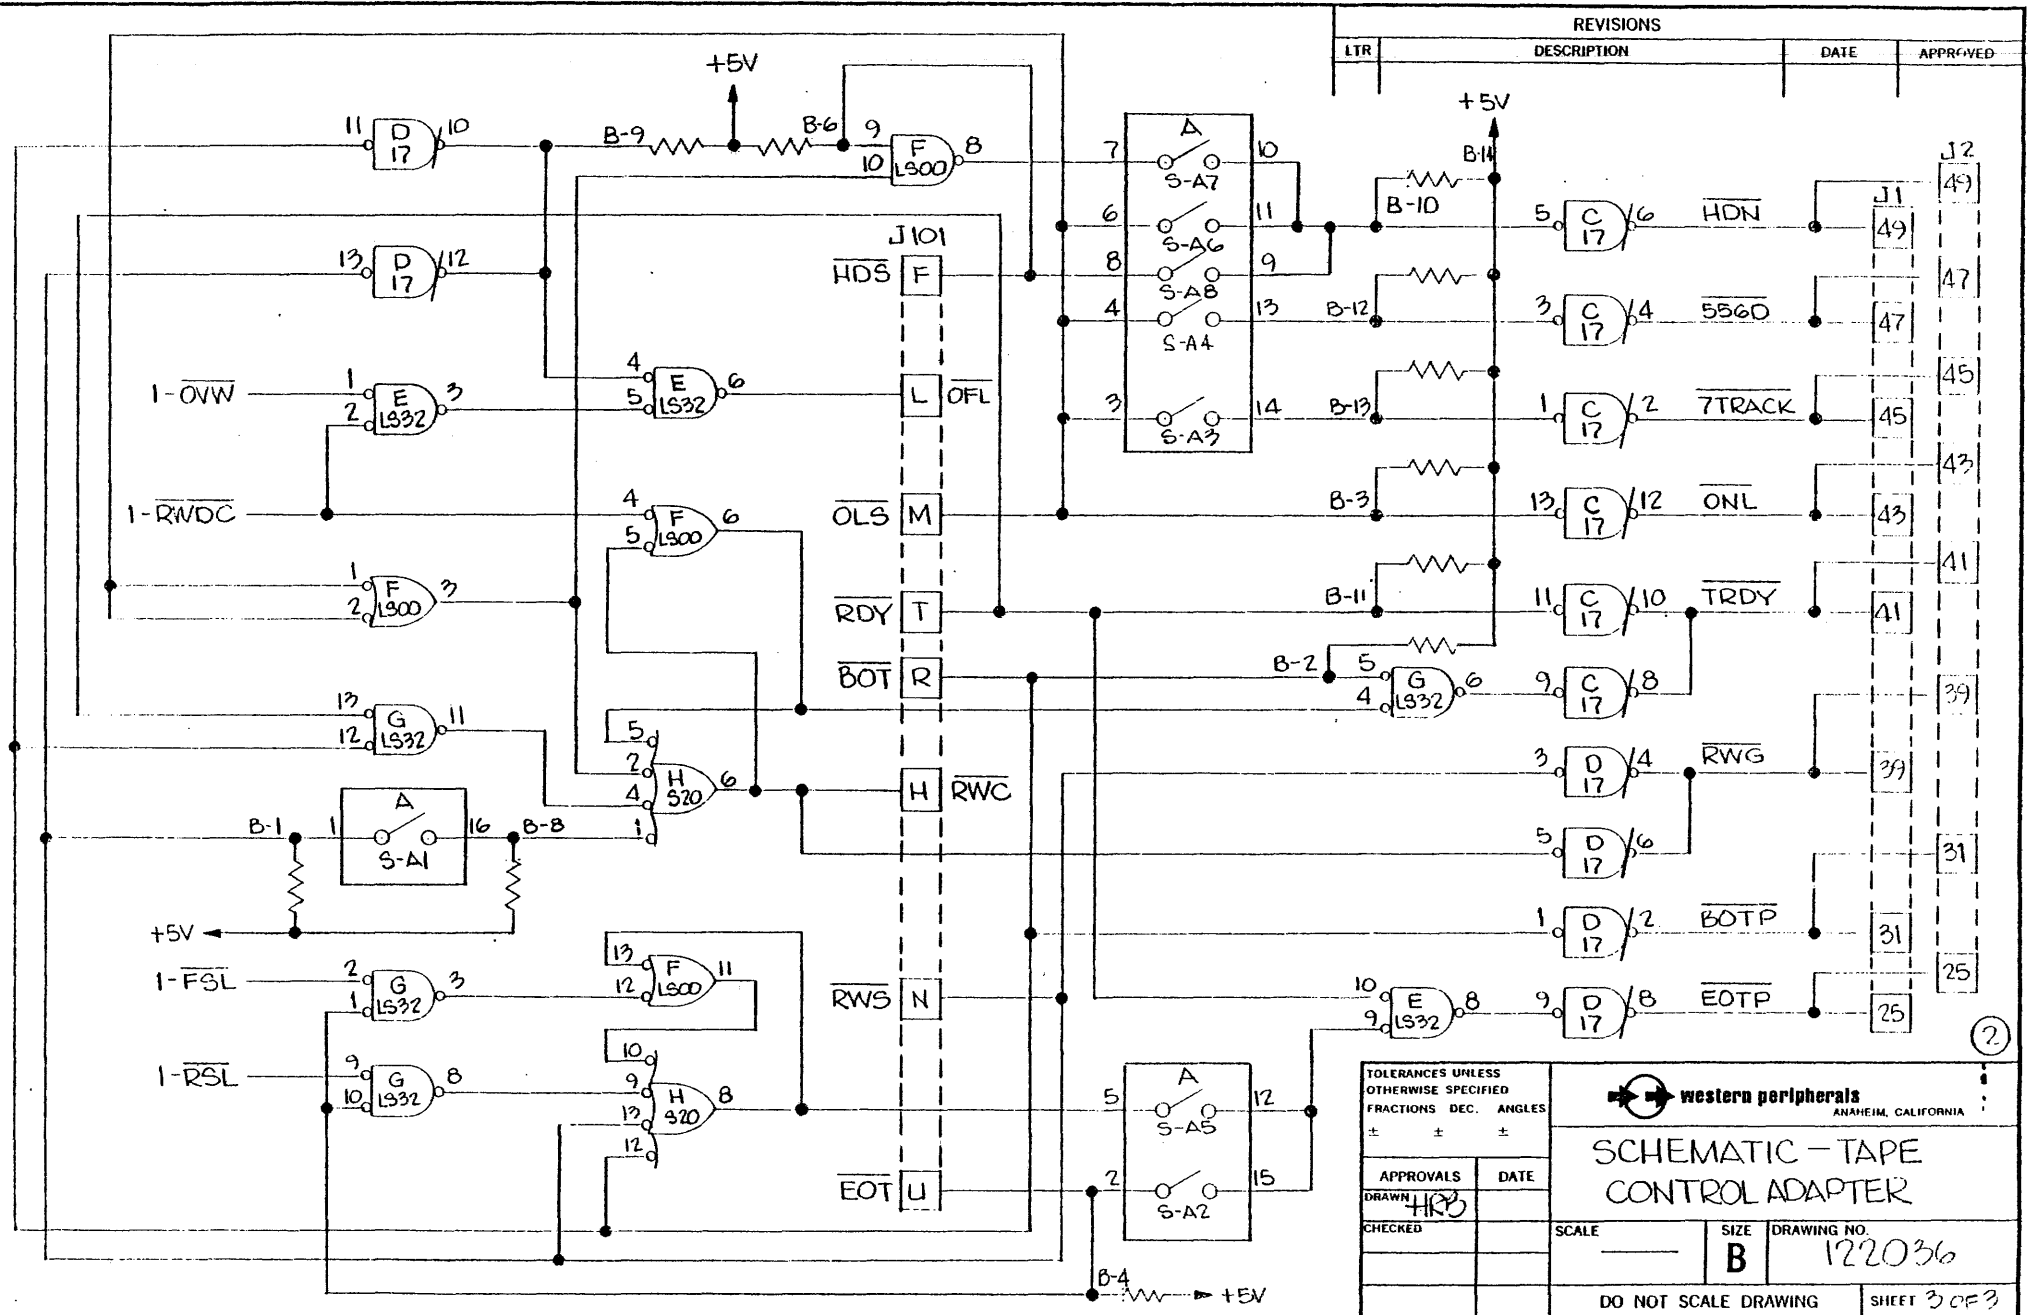 REVISIONS
LTR DESCRIPTION DATE APPROVED
+5V
+5V
11 D 17 10
B-9
B-6
9 10 F LS00 8
7 A 10
S-A7
B-14
B-10
J2
49
6 11
S-A6
5 C 17 6 HDN
J1
49
13 D 17 12
J101
HDS F
8 9
S-A8
47
4 13
S-A4
B-12
3 C 17 4 556D
47
1-OVW
1 2 E LS32 3
4 5 E LS32 6
L OFL
45
3 14
S-A3
B-13
1 C 17 2 7TRACK
45
43
1-RWDC
4 5 F LS00 6
OLS M
B-3
13 C 17 12 ONL
43
41
1 2 F LS00 3
RDY T
B-11
11 C 17 10 TRDY
41
BOT R
B-2
5 4 G LS32 6
9 C 17 8
39
13 12 G LS32 11
5 2 4 1 H S20 6
H RWC
3 D 17 4 RWG
39
B-1
1 A 16
S-A1
B-8
5 D 17 6
31
+5V
1 D 17 2 BOTP
31
1-FSL
2 1 G LS32 3
13 12 F LS00 11
RWS N
10 9 E LS32 8
9 D 17 8 EOTP
25
25
2
1-RSL
9 10 G LS32 8
10 9 13 12 H S20 8
5 A 12
S-A5
EOT U
2 15
S-A2
B-4
+5V
TOLERANCES UNLESS
OTHERWISE SPECIFIED
FRACTIONS DEC. ANGLES
± ± ±
APPROVALS DATE
DRAWN HRB
CHECKED
western peripherals
ANAHEIM, CALIFORNIA
SCHEMATIC - TAPE
CONTROL ADAPTER
SCALE
SIZE
B
DRAWING NO.
122036
DO NOT SCALE DRAWING SHEET 3 OF 3